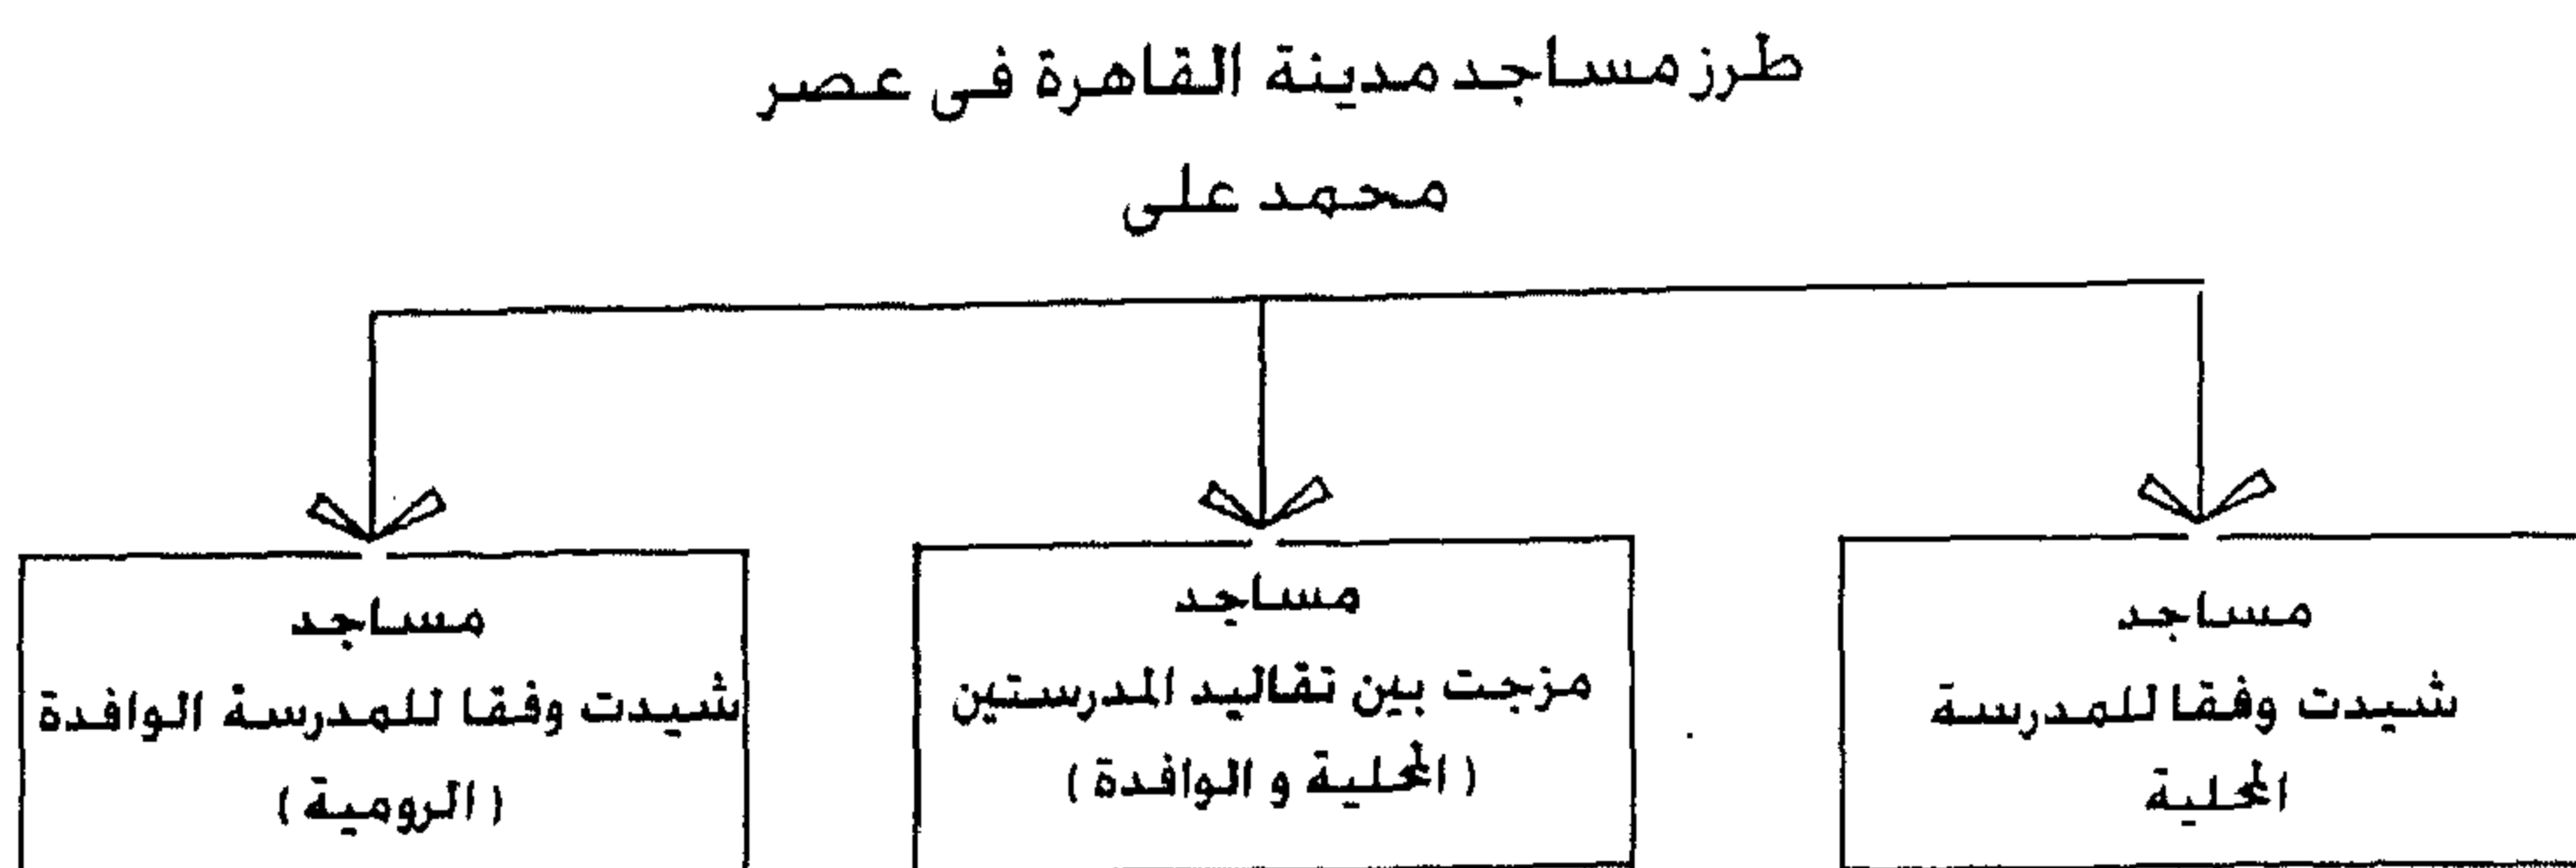 طرز مساجد مدينة القاهرة فى عصر
محمد على
مساجد
شيدت وفقا للمدرسة
المحلية
مساجد
مزجت بين تقاليد المدرستين
( المحلية و الوافدة )
مساجد
شيدت وفقا للمدرسة الوافدة
( الرومية )